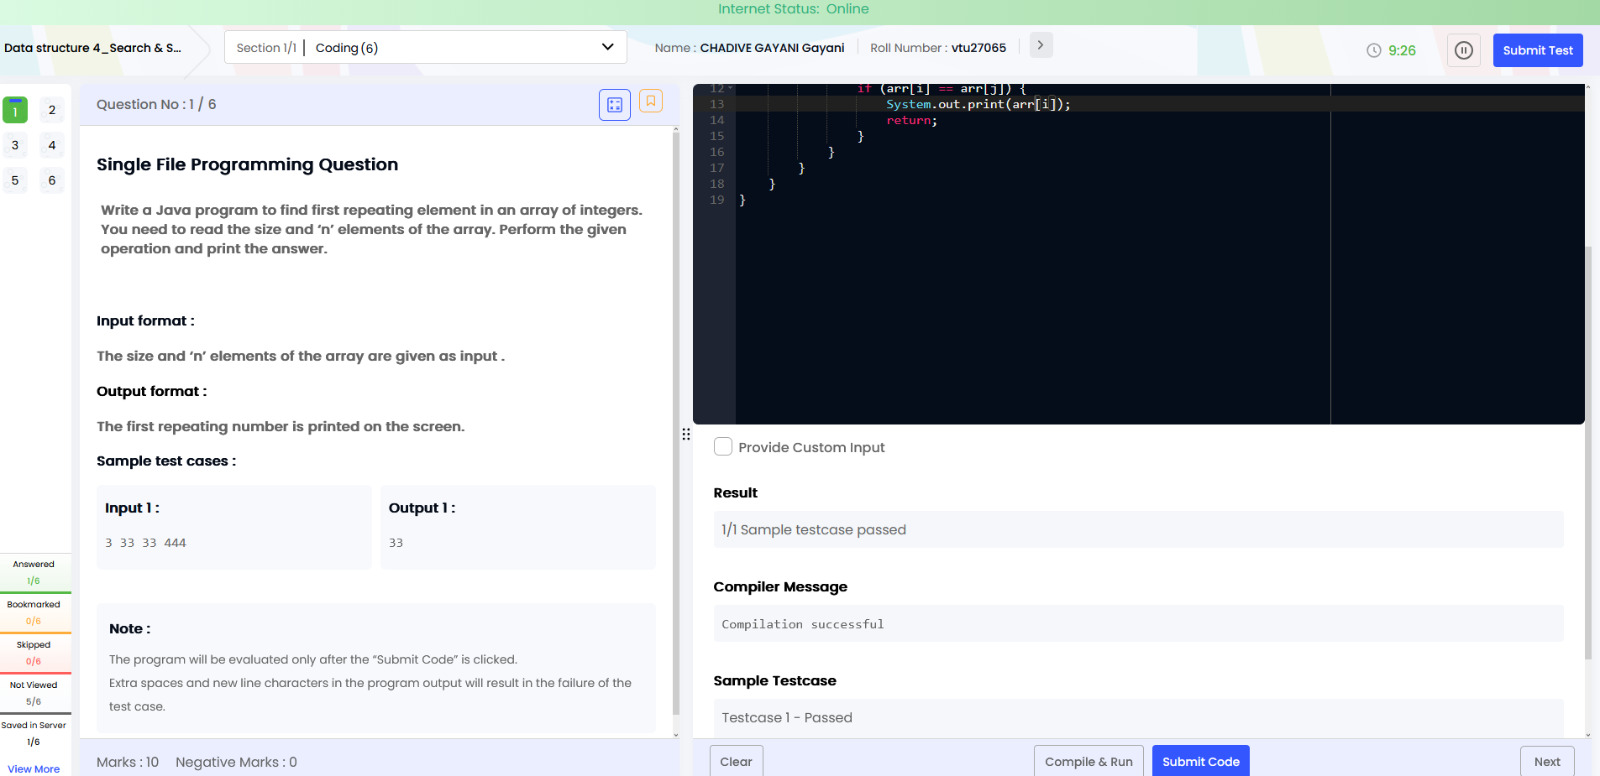 Internet Status: Online
Data structure 4_Search & S...
Section 1/1 | Coding (6)
Name : CHADIVE GAYANI Gayani
Roll Number : vtu27065
9:26
Submit Test
1 2
3 4
5 6
Answered
1/6
Bookmarked
0/6
Skipped
0/6
Not Viewed
5/6
Saved in Server
1/6
View More
Question No : 1 / 6
Single File Programming Question
Write a Java program to find first repeating element in an array of integers.
You need to read the size and ‘n’ elements of the array. Perform the given
operation and print the answer.
Input format :
The size and ‘n’ elements of the array are given as input .
Output format :
The first repeating number is printed on the screen.
Sample test cases :
Input 1 :
3 33 33 444
Output 1 :
33
Note :
The program will be evaluated only after the “Submit Code” is clicked.
Extra spaces and new line characters in the program output will result in the failure of the
test case.
Marks : 10 Negative Marks : 0
12 if (arr[i] == arr[j]) {
13 System.out.print(arr[i]);
14 return;
15 }
16 }
17 }
18 }
19 }
Provide Custom Input
Result
1/1 Sample testcase passed
Compiler Message
Compilation successful
Sample Testcase
Testcase 1 - Passed
Clear
Compile & Run
Submit Code
Next